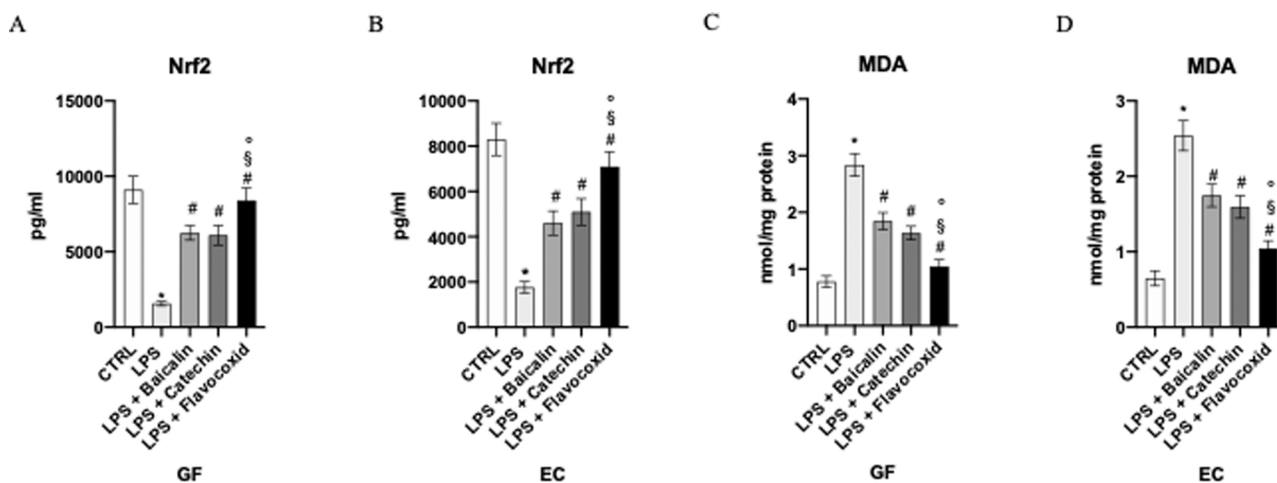 A
Nrf2
pg/ml
15000
10000
5000
0
*
#
#
°
§
#
CTRL
LPS
LPS + Baicalin
LPS + Catechin
LPS + Flavocoxid
GF
B
Nrf2
pg/ml
10000
8000
6000
4000
2000
0
*
#
#
°
§
#
CTRL
LPS
LPS + Baicalin
LPS + Catechin
LPS + Flavocoxid
EC
C
MDA
nmol/mg protein
4
3
2
1
0
*
#
#
°
§
#
CTRL
LPS
LPS + Baicalin
LPS + Catechin
LPS + Flavocoxid
GF
D
MDA
nmol/mg protein
3
2
1
0
*
#
#
°
§
#
CTRL
LPS
LPS + Baicalin
LPS + Catechin
LPS + Flavocoxid
EC